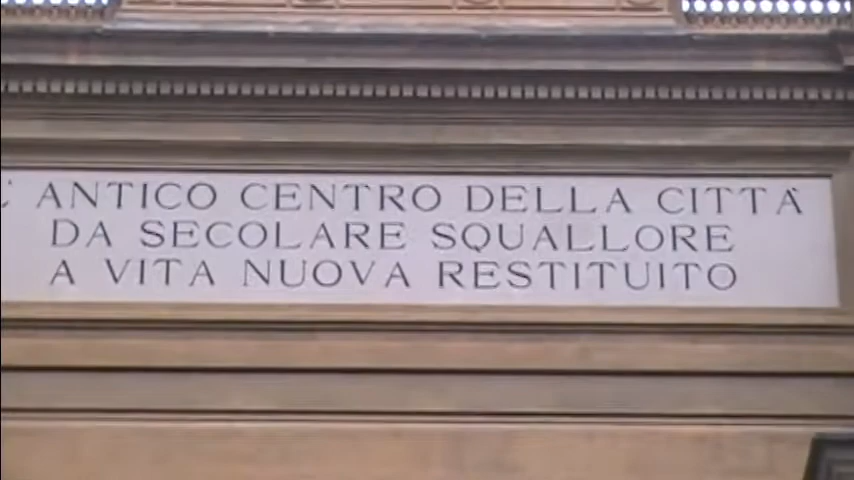 ANTICO CENTRO DELLA CITTÀ
DA SECOLARE SQUALLORE
A VITA NUOVA RESTITUITO